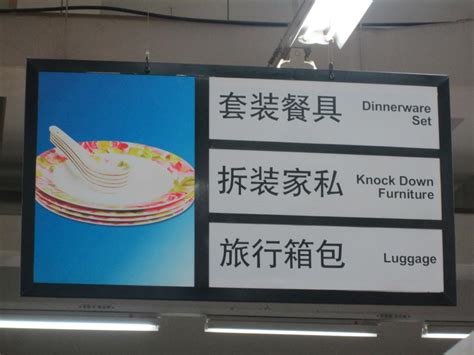 套装餐具
Dinnerware
Set
拆装家私
Knock Down
Furniture
旅行箱包
Luggage